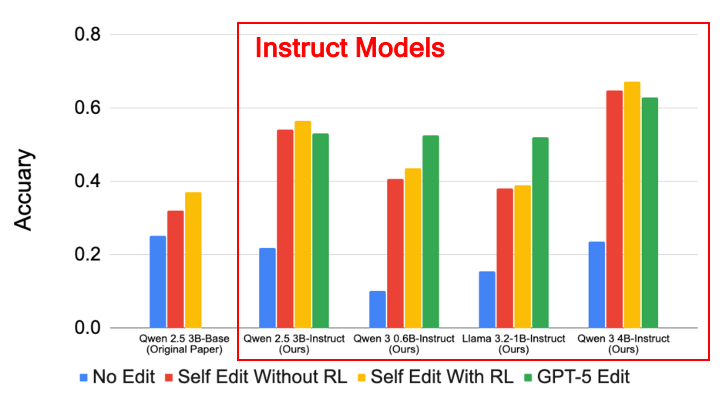 Instruct Models
0.8
0.6
0.4
0.2
0.0
Accuary
Qwen 2.5 3B-Base
(Original Paper)
Qwen 2.5 3B-Instruct
(Ours)
Qwen 3 0.6B-Instruct
(Ours)
Llama 3.2-1B-Instruct
(Ours)
Qwen 3 4B-Instruct
(Ours)
No Edit
Self Edit Without RL
Self Edit With RL
GPT-5 Edit